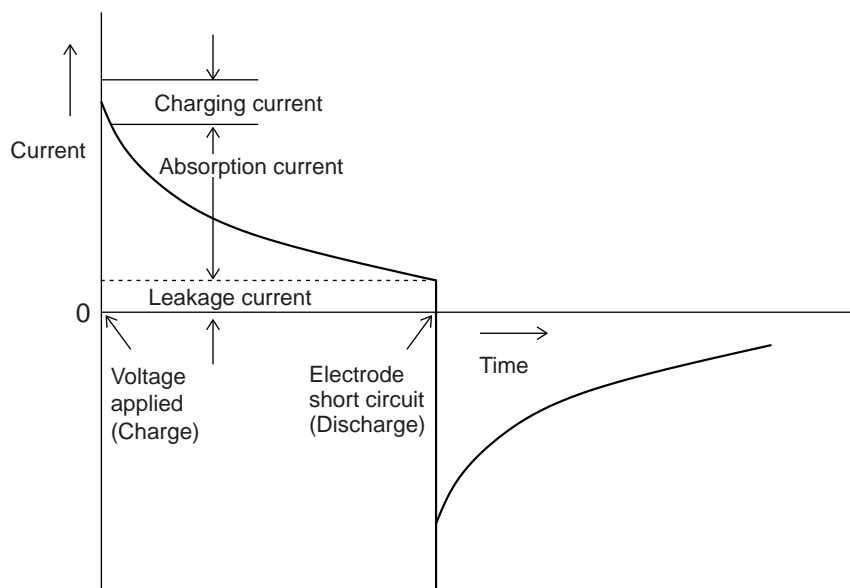 Charging current
Current
Absorption current
Leakage current
0
Time
Voltage
applied
(Charge)
Electrode
short circuit
(Discharge)